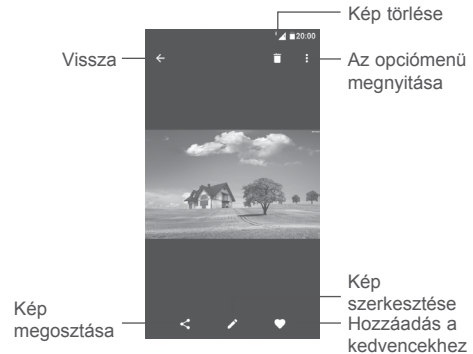 Kép törlése
20:00
Vissza
Az opciómenü
megnyitása
Kép
szerkesztése
Kép
megosztása
Hozzáadás a
kedvencekhez